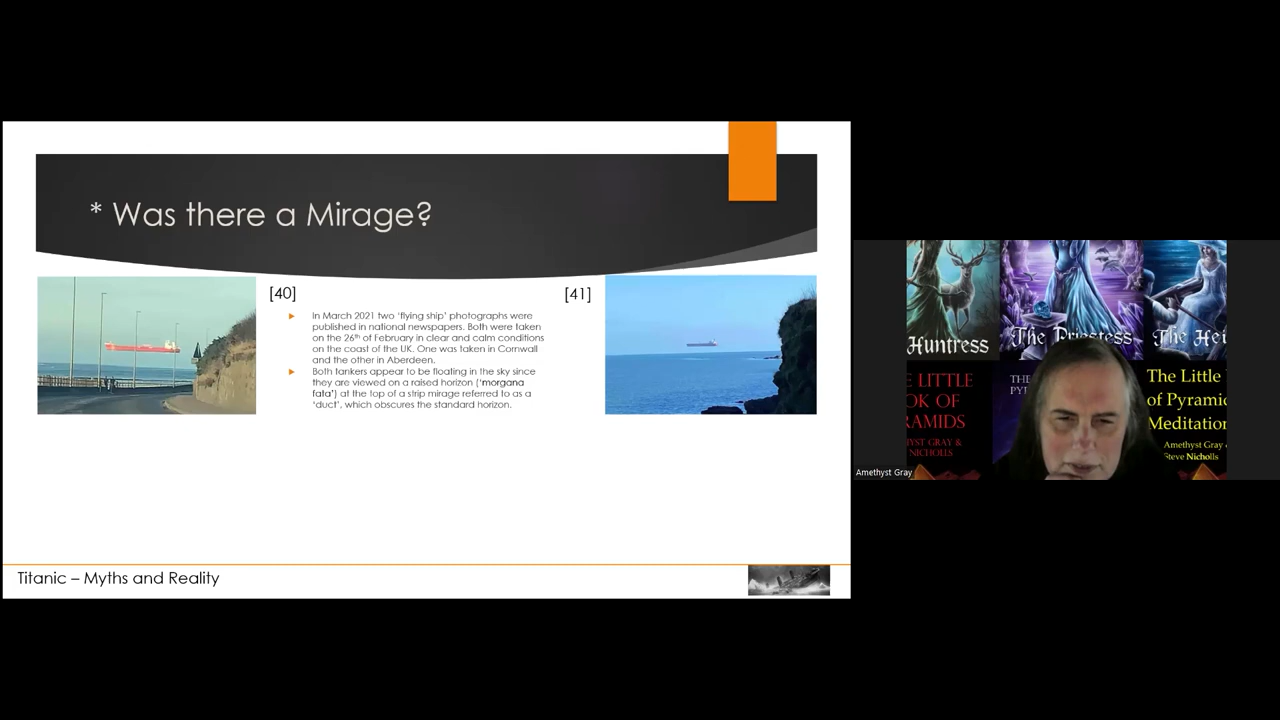 * Was there a Mirage?
[40]
[41]
In March 2021 two 'flying ship' photographs were
published in national newspapers. Both were taken
on the 26th of February in clear and calm conditions
on the coast of the UK. One was taken in Cornwall
and the other in Aberdeen.
Both tankers appear to be floating in the sky since
they are viewed on a raised horizon ('morgana
fata') at the top of a strip mirage referred to as a
'duct', which obscures the standard horizon.
Titanic – Myths and Reality
Huntress
The Priestess
The Hei
E LITTLE
OK OF
RAMIDS
YST GRAY &
NICHOLLS
THE
PY
The Little
of Pyramid
Meditation
Amethyst Gray
Steve Nicholls
Amethyst Gray